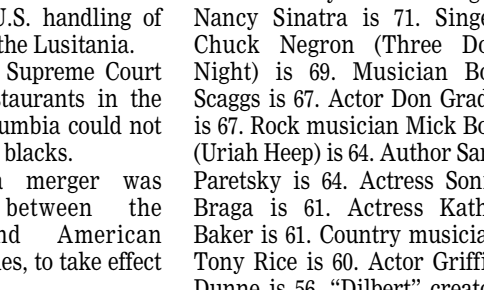 U.S. handling of
the Lusitania.
Supreme Court
staurants in the
umbia could not
blacks.
merger was
between the
nd American
es, to take effect
Nancy Sinatra is 71. Singe
Chuck Negron (Three Do
Night) is 69. Musician Bo
Scaggs is 67. Actor Don Grad
is 67. Rock musician Mick Bo
(Uriah Heep) is 64. Author Sar
Paretsky is 64. Actress Soni
Braga is 61. Actress Kath
Baker is 61. Country musicia
Tony Rice is 60. Actor Griffi
Dunne is 56. “Dilbert” creato